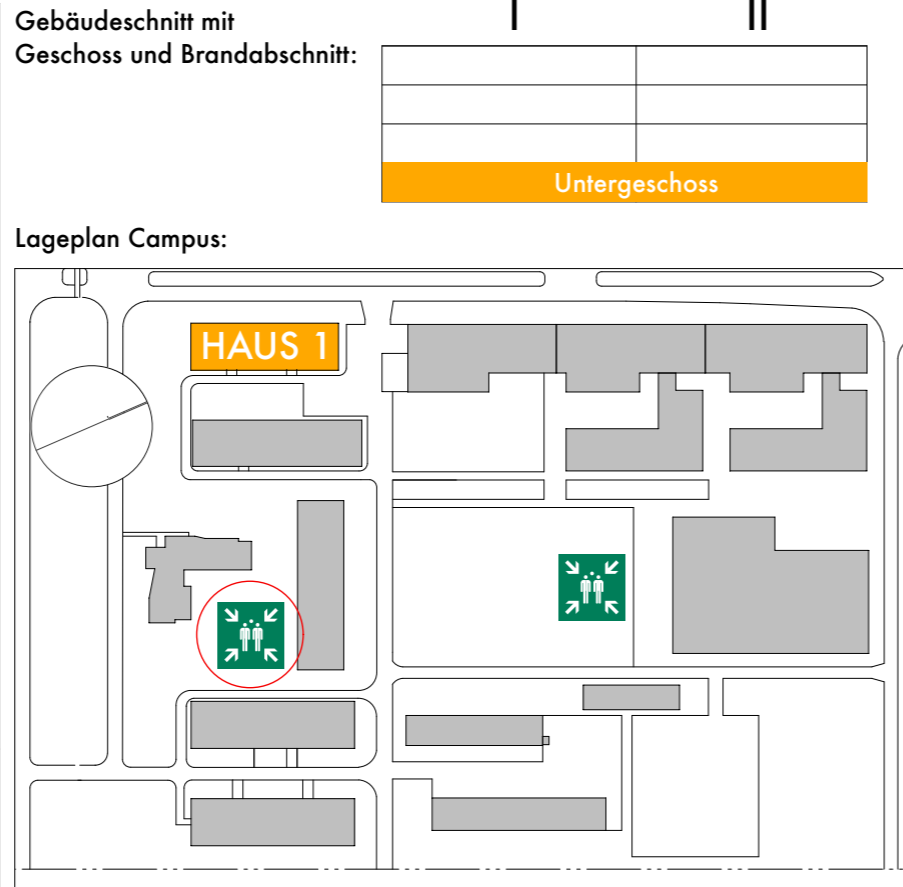 Gebäudeschnitt mit
Geschoss und Brandabschnitt:
I II
Untergeschoss
Lageplan Campus:
HAUS 1